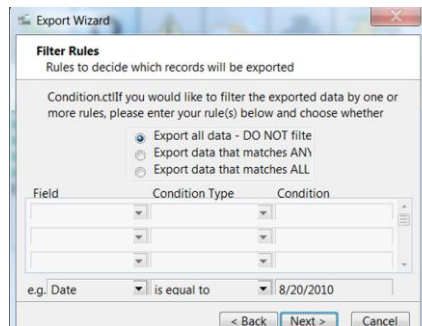 Export Wizard
Filter Rules
Rules to decide which records will be exported
Condition.ctlIf you would like to filter the exported data by one or
more rules, please enter your rule(s) below and choose whether
Export all data - DO NOT filte
Export data that matches ANY
Export data that matches ALL
Field Condition Type Condition
e.g. Date is equal to 8/20/2010
< Back Next > Cancel